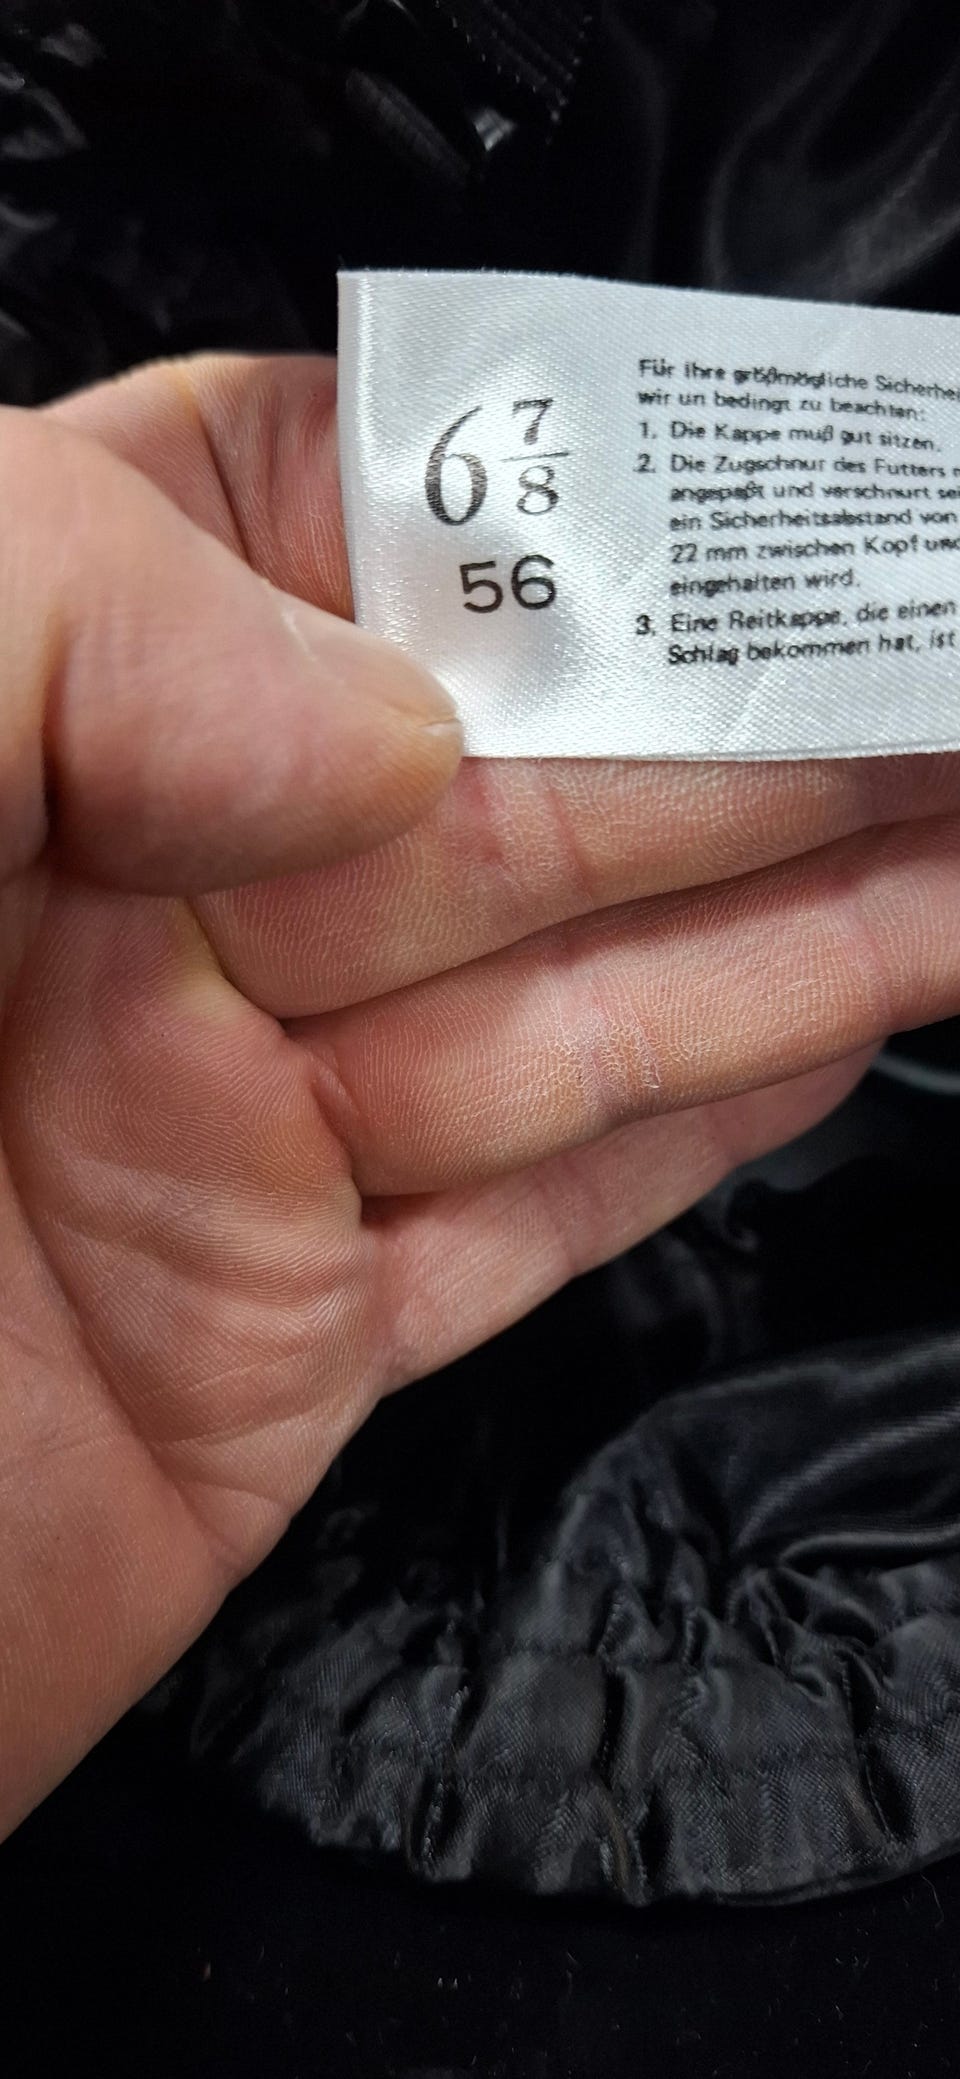 6 7/8
56
Für Ihre größmögliche Sicherhei
wir un bedingt zu beachten:
1. Die Kappe muß gut sitzen.
2. Die Zugschnur des Futters
angepaßt und verschnurt sei
ein Sicherheitsabstand von
22 mm zwischen Kopf und
eingehalten wird.
3. Eine Reitkappe, die einen
Schlag bekommen hat, ist